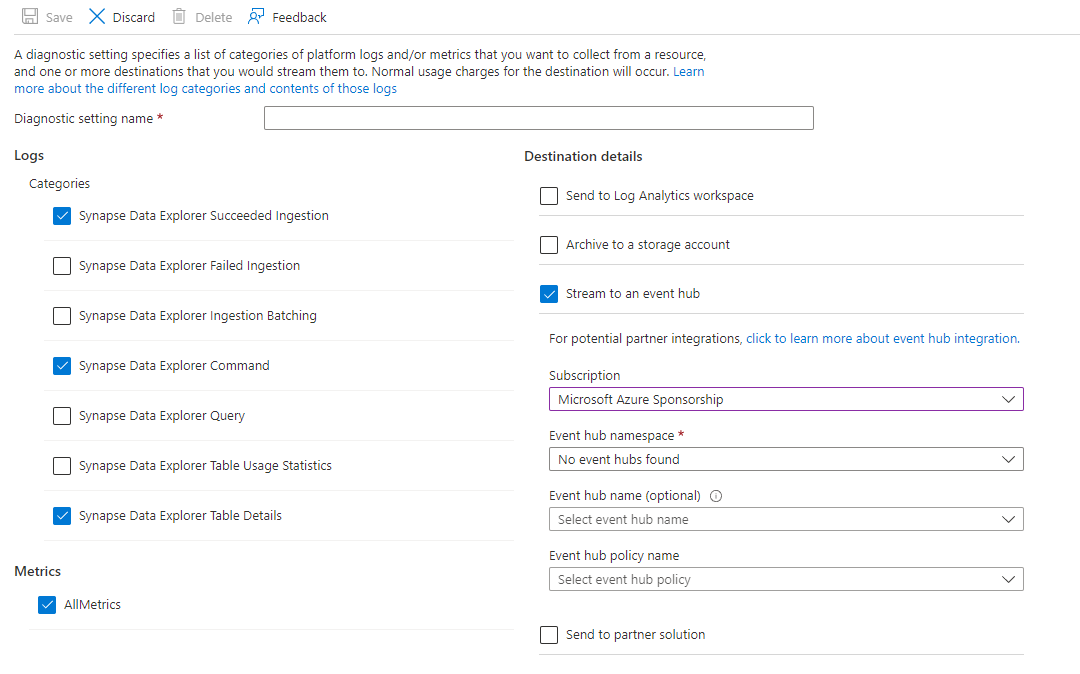 Save Discard Delete Feedback
A diagnostic setting specifies a list of categories of platform logs and/or metrics that you want to collect from a resource,
and one or more destinations that you would stream them to. Normal usage charges for the destination will occur. Learn
more about the different log categories and contents of those logs
Diagnostic setting name *
Logs
Categories
Synapse Data Explorer Succeeded Ingestion
Synapse Data Explorer Failed Ingestion
Synapse Data Explorer Ingestion Batching
Synapse Data Explorer Command
Synapse Data Explorer Query
Synapse Data Explorer Table Usage Statistics
Synapse Data Explorer Table Details
Metrics
AllMetrics
Destination details
Send to Log Analytics workspace
Archive to a storage account
Stream to an event hub
For potential partner integrations, click to learn more about event hub integration.
Subscription
Microsoft Azure Sponsorship
Event hub namespace *
No event hubs found
Event hub name (optional)
Select event hub name
Event hub policy name
Select event hub policy
Send to partner solution